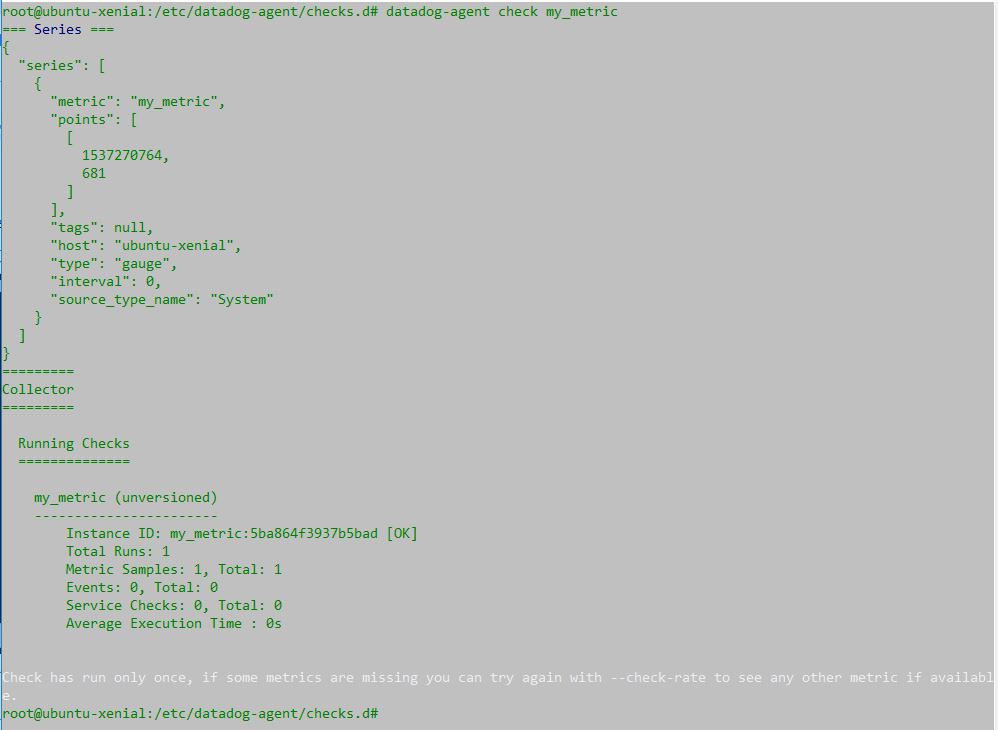 root@ubuntu-xenial:/etc/datadog-agent/checks.d# datadog-agent check my_metric
=== Series ===
{
  "series": [
    {
      "metric": "my_metric",
      "points": [
        [
          1537270764,
          681
        ]
      ],
      "tags": null,
      "host": "ubuntu-xenial",
      "type": "gauge",
      "interval": 0,
      "source_type_name": "System"
    }
  ]
}
=========
Collector
=========
  Running Checks
  ==============
    my_metric (unversioned)
    -----------------------
        Instance ID: my_metric:5ba864f3937b5bad [OK]
        Total Runs: 1
        Metric Samples: 1, Total: 1
        Events: 0, Total: 0
        Service Checks: 0, Total: 0
        Average Execution Time : 0s
Check has run only once, if some metrics are missing you can try again with --check-rate to see any other metric if availabl
e.
root@ubuntu-xenial:/etc/datadog-agent/checks.d#